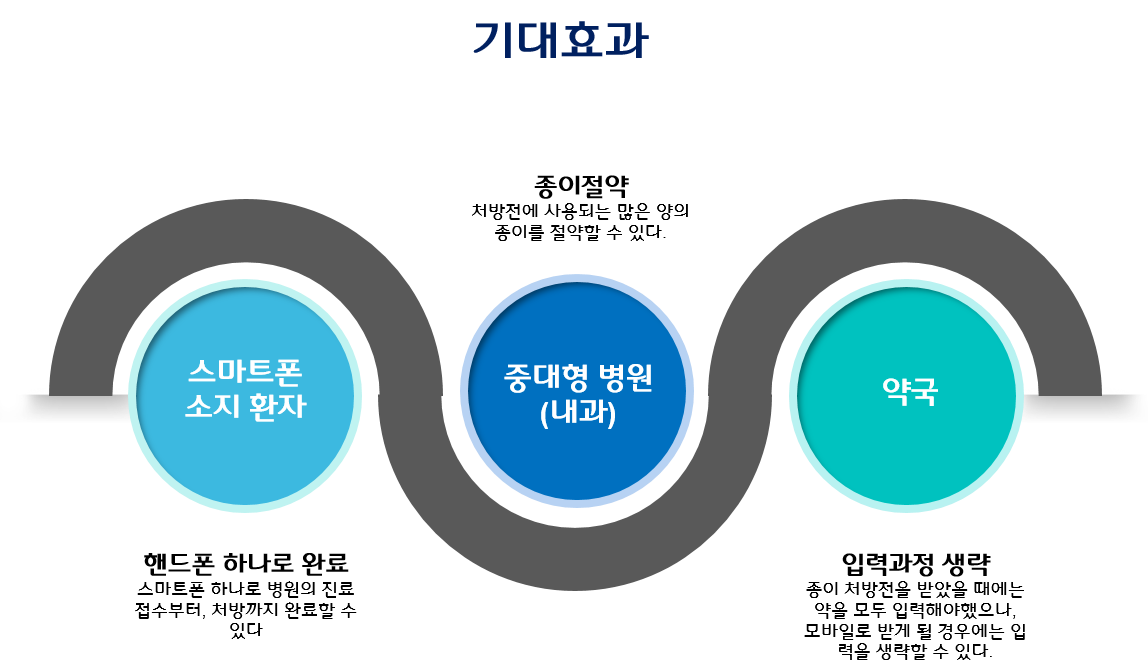 기대효과
종이절약
처방전에 사용되는 많은 양의
종이를 절약할 수 있다.
스마트폰
소지 환자
중대형 병원
(내과)
약국
핸드폰 하나로 완료
스마트폰 하나로 병원의 진료
접수부터, 처방까지 완료할 수
있다
입력과정 생략
종이 처방전을 받았을 때에는
약을 모두 입력해야했으나,
모바일로 받게 될 경우에는 입
력을 생략할 수 있다.